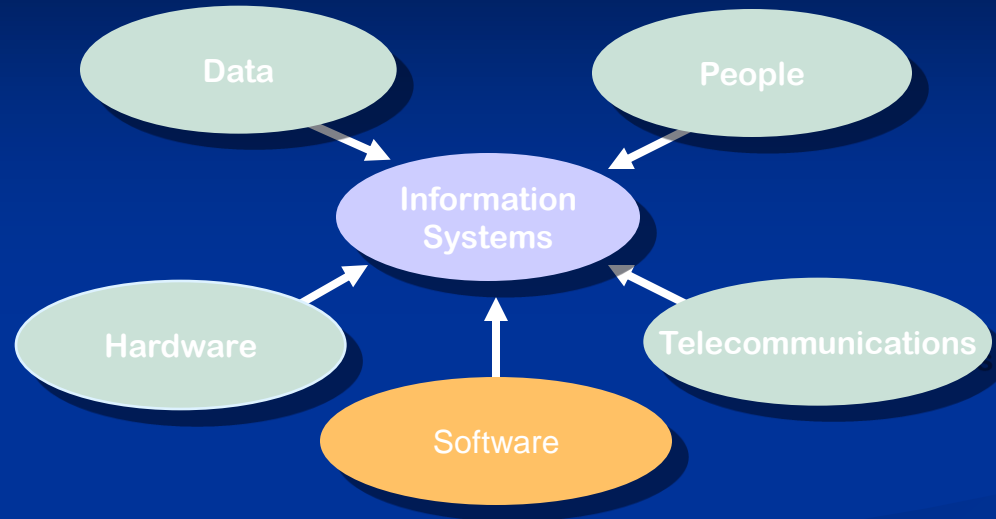 Data
People
Information
Systems
Hardware
Telecommunications
Software